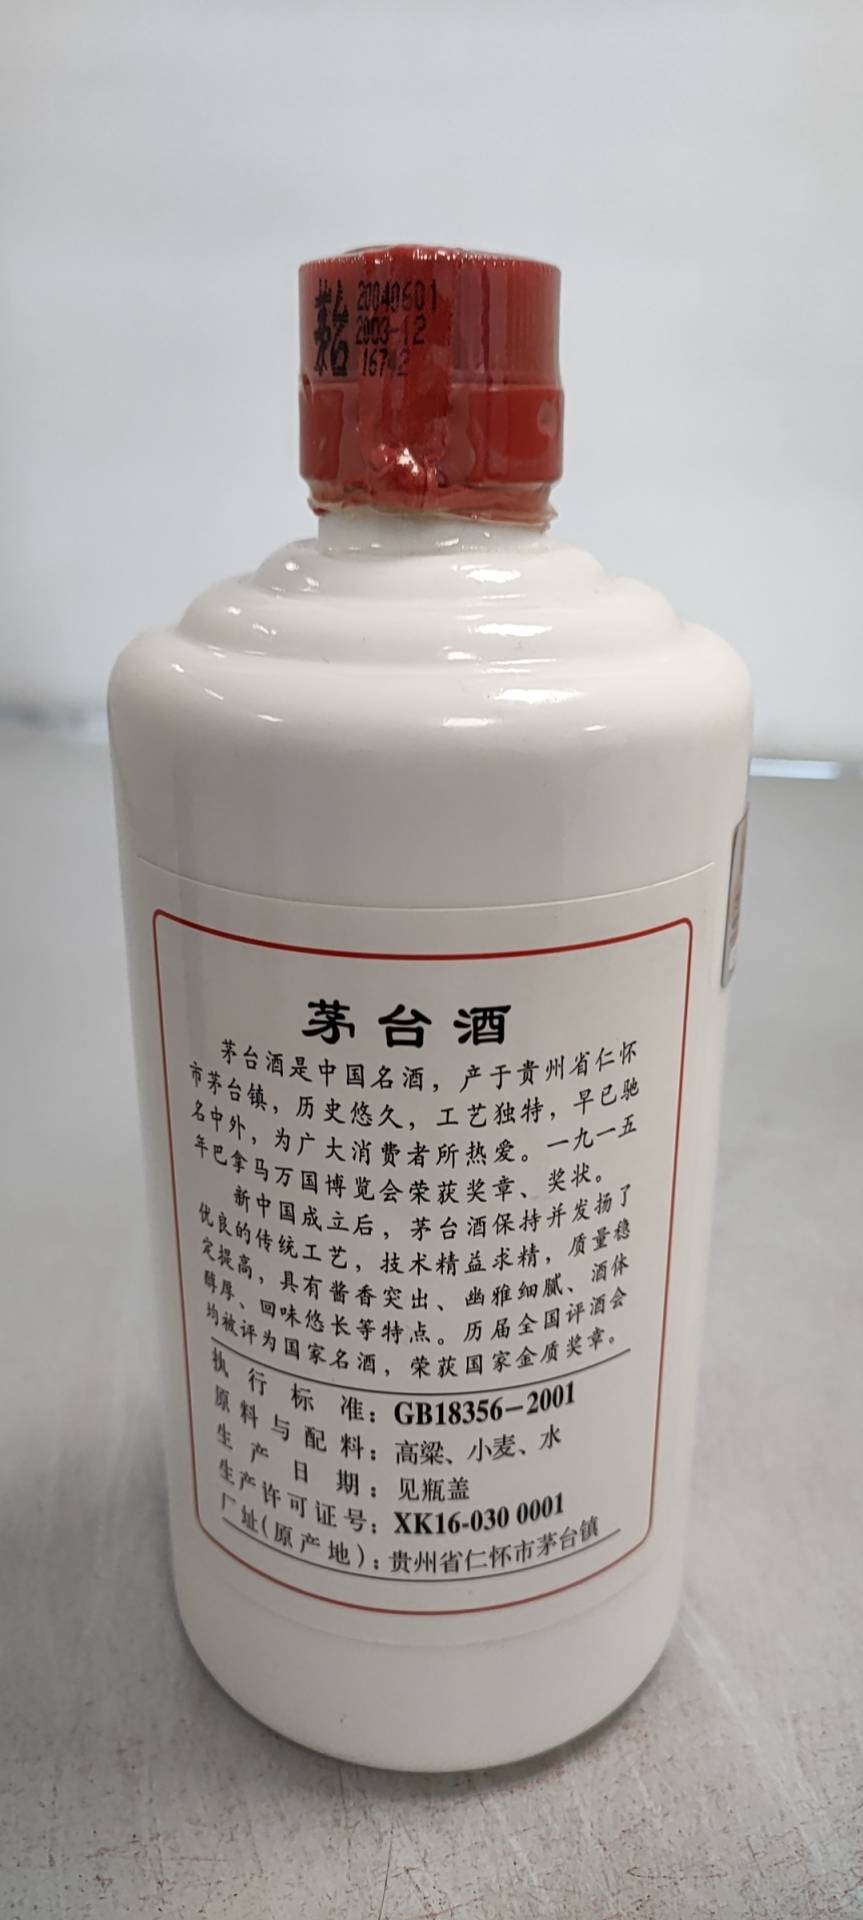 茅台
20040601
2003-12
16742
茅台酒
茅台酒是中国名酒，产于贵州省仁怀
市茅台镇，历史悠久，工艺独特，早已驰
名中外，为广大消费者所热爱。一九一五
年巴拿马万国博览会荣获奖章、奖状。
新中国成立后，茅台酒保持并发扬了
优良的传统工艺，技术精益求精，质量稳
定提高，具有酱香突出、幽雅细腻、酒体
醇厚、回味悠长等特点。历届全国评酒会
均被评为国家名酒，荣获国家金质奖章。
执行标准：GB18356-2001
原料与配料：高粱、小麦、水
生产日期：见瓶盖
生产许可证号：XK16-030 0001
厂址(原产地)：贵州省仁怀市茅台镇